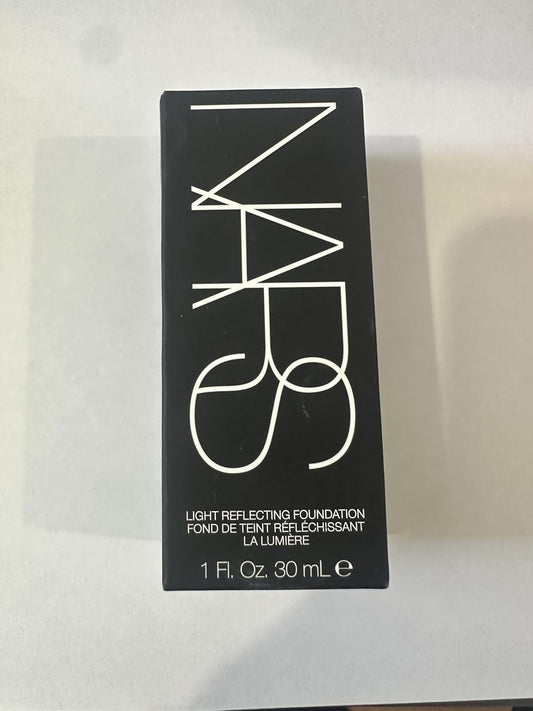 NARS
LIGHT REFLECTING FOUNDATION
FOND DE TEINT RÉFLÉCHISSANT
LA LUMIÈRE
1 Fl. Oz. 30 mL ℮